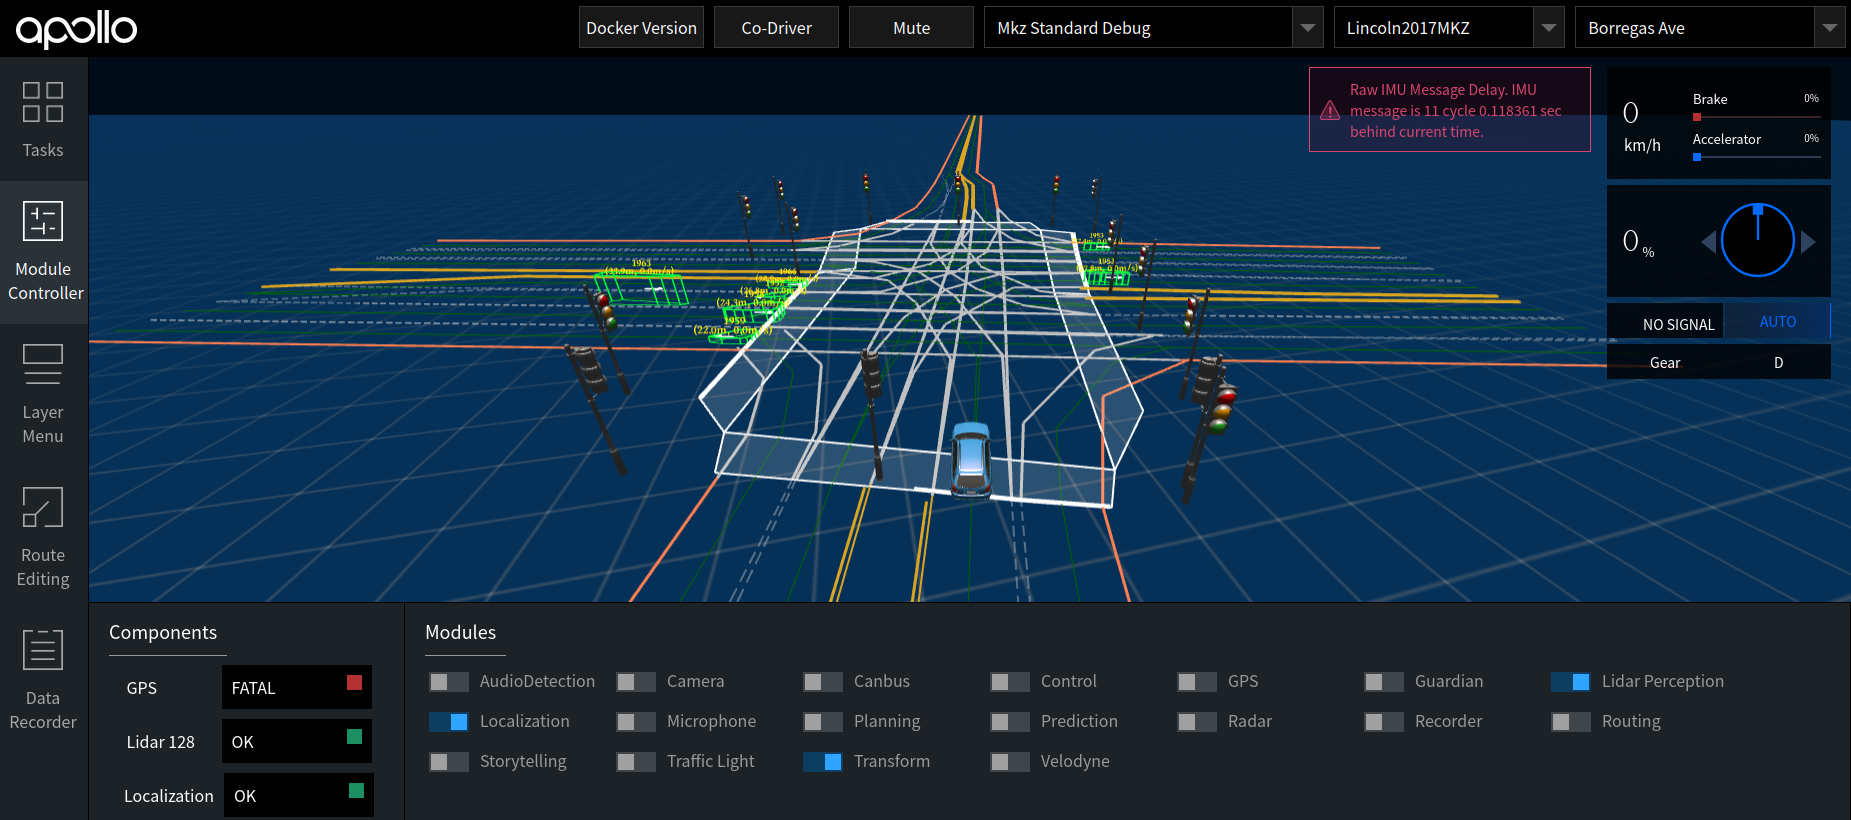 apollo
Docker Version
Co-Driver
Mute
Mkz Standard Debug
Lincoln2017MKZ
Borregas Ave
Tasks
Module
Controller
Layer
Menu
Route
Editing
Data
Recorder
Raw IMU Message Delay. IMU
message is 11 cycle 0.118361 sec
behind current time.
0
km/h
Brake
0%
Accelerator
0%
0 %
NO SIGNAL
AUTO
Gear
D
1963
(33.9m, 0.0m/s)
(24.3m, 0.0m/s)
1959
(22.0m, 0.0m/s)
1953
Components
GPS
FATAL
Lidar 128
OK
Localization
OK
Modules
AudioDetection
Camera
Canbus
Control
GPS
Guardian
Lidar Perception
Localization
Microphone
Planning
Prediction
Radar
Recorder
Routing
Storytelling
Traffic Light
Transform
Velodyne